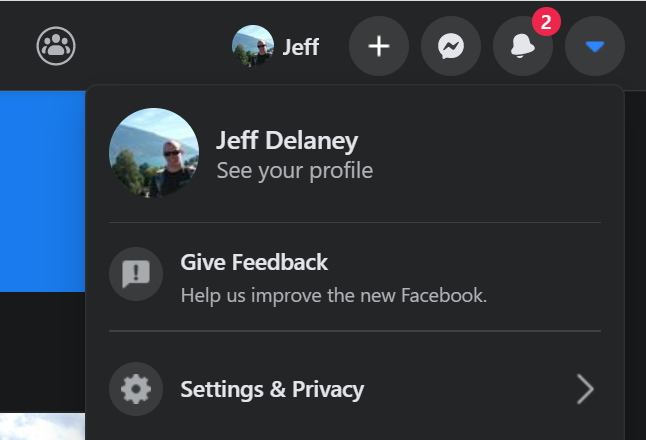 Jeff
2
Jeff Delaney
See your profile
Give Feedback
Help us improve the new Facebook.
Settings & Privacy